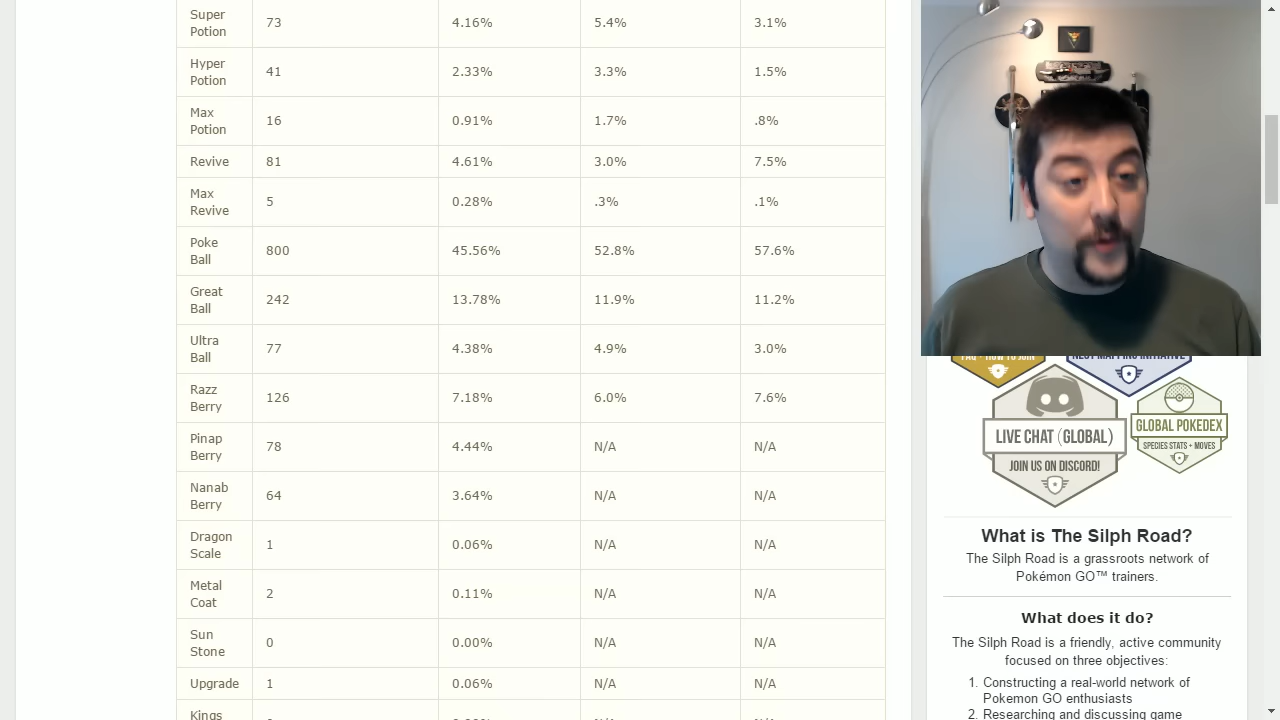 Super
Potion
73
4.16%
5.4%
3.1%
Hyper
Potion
41
2.33%
3.3%
1.5%
Max
Potion
16
0.91%
1.7%
.8%
Revive
81
4.61%
3.0%
7.5%
Max
Revive
5
0.28%
.3%
.1%
Poke
Ball
800
45.56%
52.8%
57.6%
Great
Ball
242
13.78%
11.9%
11.2%
Ultra
Ball
77
4.38%
4.9%
3.0%
Razz
Berry
126
7.18%
6.0%
7.6%
Pinap
Berry
78
4.44%
N/A
N/A
Nanab
Berry
64
3.64%
N/A
N/A
Dragon
Scale
1
0.06%
N/A
N/A
Metal
Coat
2
0.11%
N/A
N/A
Sun
Stone
0
0.00%
N/A
N/A
Upgrade
1
0.06%
N/A
N/A
Kings
LIVE CHAT (GLOBAL)
JOIN US ON DISCORD!
GLOBAL POKEDEX
SPECIES STATS + MOVES
What is The Silph Road?
The Silph Road is a grassroots network of
Pokémon GO™ trainers.
What does it do?
The Silph Road is a friendly, active community
focused on three objectives:
1. Constructing a real-world network of
Pokemon GO enthusiasts
2. Researching and discussing game